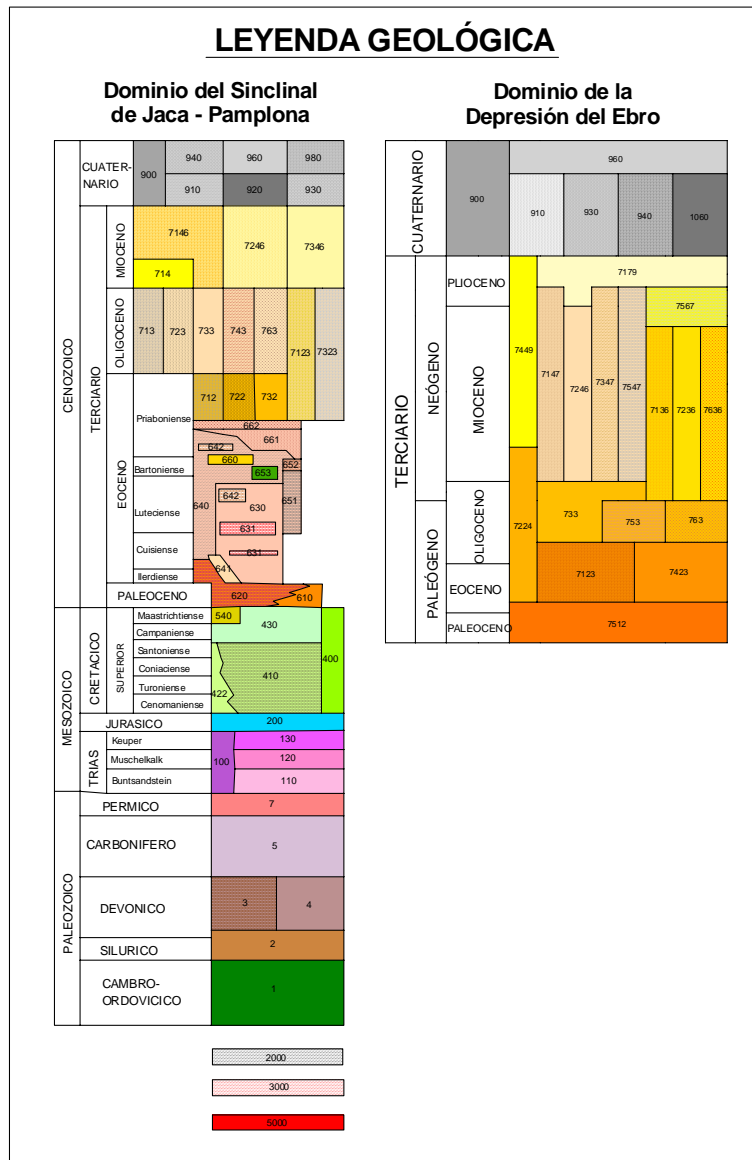 LEYENDA GEOLÓGICA
Dominio del Sinclinal
de Jaca - Pamplona
CENOZOICO
CUATER-
NARIO
900
940
960
980
910
920
930
TERCIARIO
MIOCENO
7146
7246
7346
714
OLIGOCENO
713
723
733
743
763
7123
7323
EOCENO
Priaboniense
712
722
732
662
661
642
660
652
653
Bartoniense
Luteciense
640
642
630
651
631
Cuisiense
631
641
Ilerdiense
PALEOCENO
620
610
MESOZOICO
CRETACICO
SUPERIOR
Maastrichtiense
540
430
400
Campaniense
Santoniense
Coniaciense
410
422
Turoniense
Cenomaniense
JURASICO
200
TRIAS
Keuper
130
100
Muschelkalk
120
Buntsandstein
110
PALEOZOICO
PERMICO
7
CARBONIFERO
5
DEVONICO
3
4
SILURICO
2
CAMBRO-
ORDOVICICO
1
2000
3000
5000
Dominio de la
Depresión del Ebro
CUATERNARIO
900
960
910
930
940
1060
TERCIARIO
NEÓGENO
PLIOCENO
7179
7567
MIOCENO
7449
7147
7246
7347
7547
7136
7236
7636
PALEÓGENO
OLIGOCENO
7224
733
753
763
EOCENO
7123
7423
PALEOCENO
7512